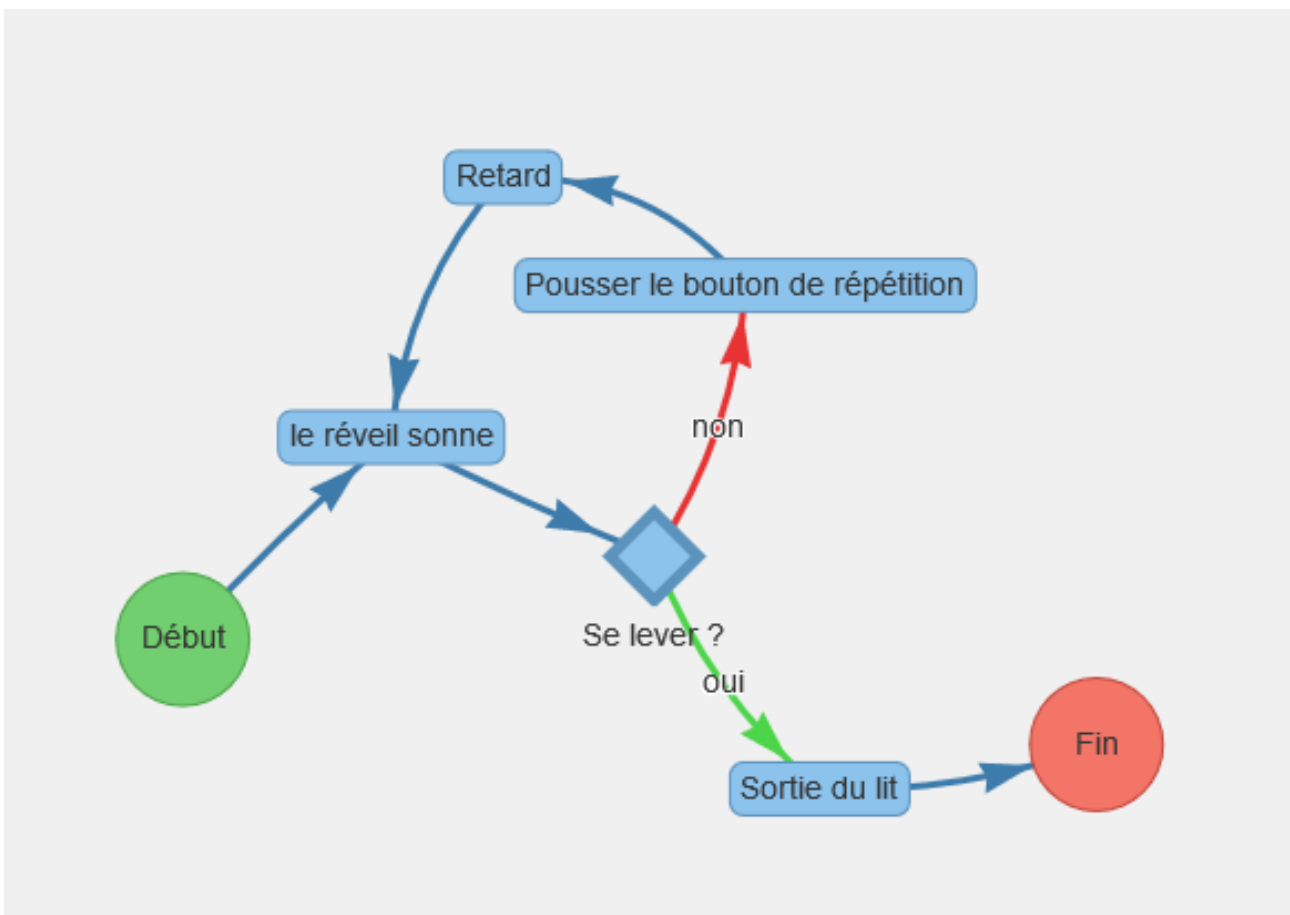 Retard
Pousser le bouton de répétition
non
le réveil sonne
Début
Se lever ?
oui
Sortie du lit
Fin